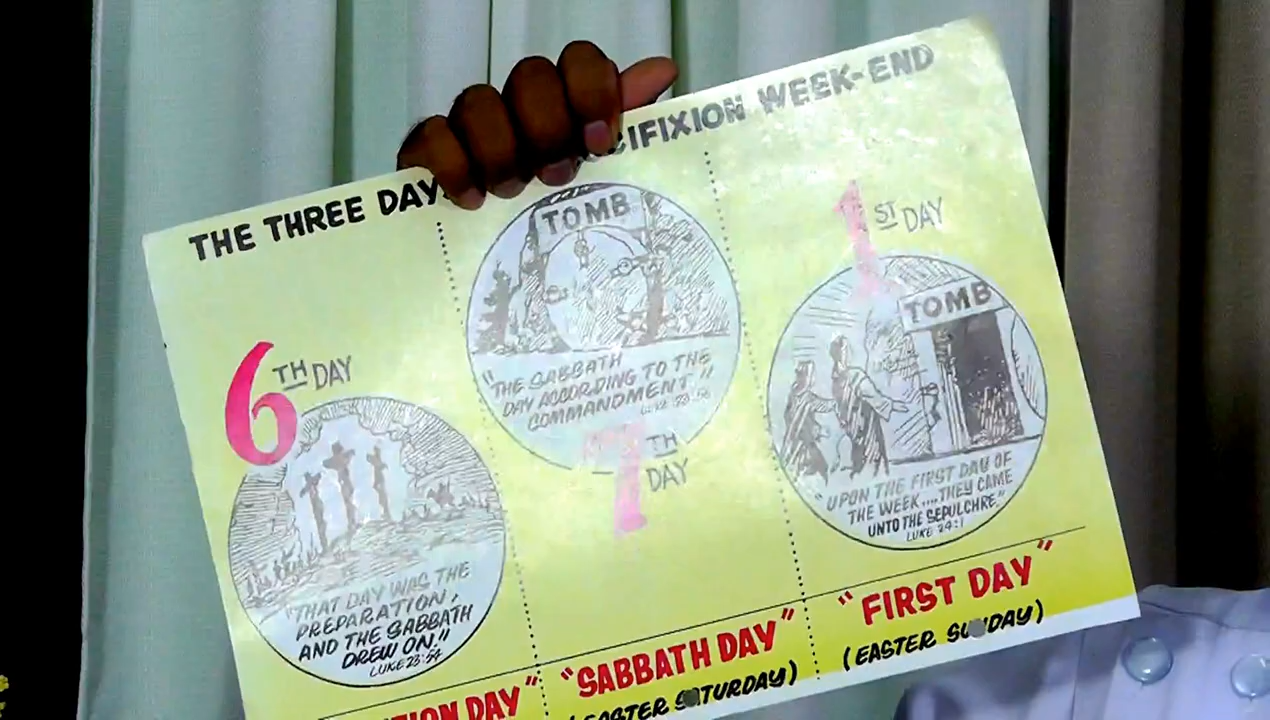 THE THREE DAY CIFIXION WEEK-END
6TH DAY
"THAT DAY WAS THE
PREPARATION,
AND THE SABBATH
DREW ON."
LUKE 23:54
TION DAY"
TOMB
"THE SABBATH
DAY ACCORDING TO THE
COMMANDMENT"
7TH
DAY
"SABBATH DAY"
(EASTER SATURDAY)
1ST DAY
TOMB
"UPON THE FIRST DAY OF
THE WEEK....THEY CAME
UNTO THE SEPULCHRE."
LUKE 24:1
"FIRST DAY"
(EASTER SUNDAY)